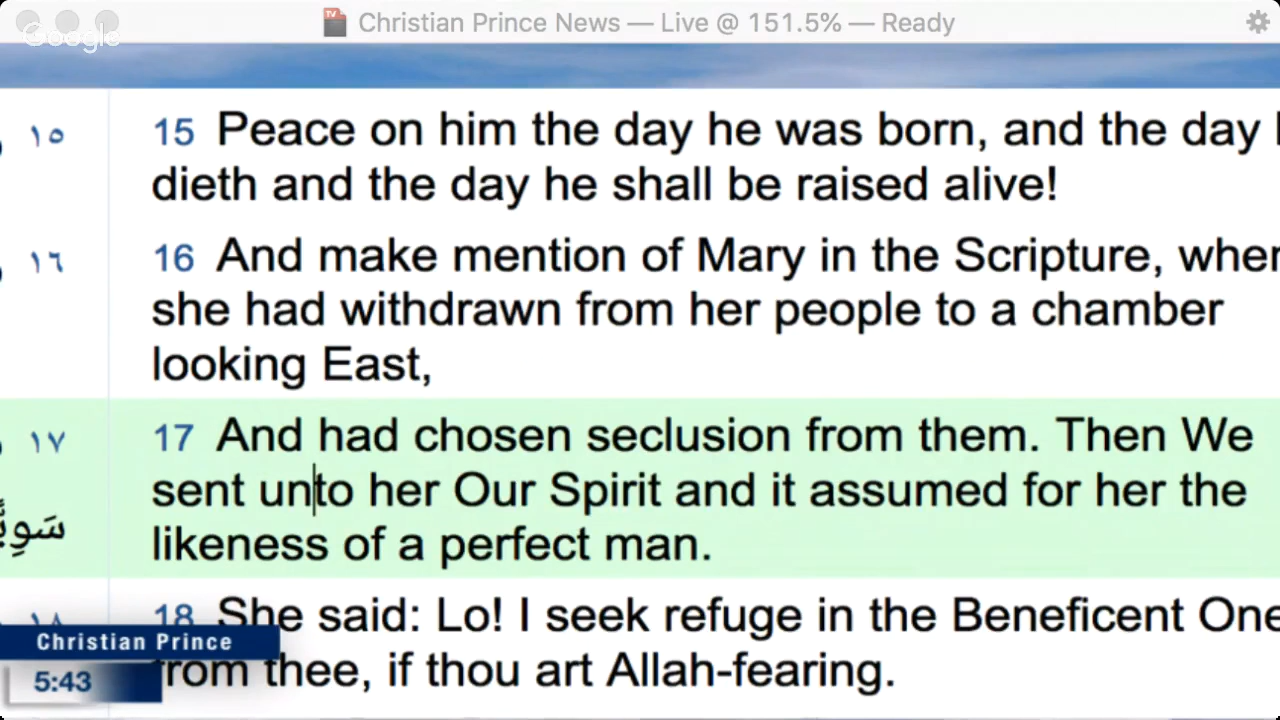 Google
Christian Prince News — Live @ 151.5% — Ready
١٥ 15 Peace on him the day he was born, and the day
dieth and the day he shall be raised alive!
١٦ 16 And make mention of Mary in the Scripture,
she had withdrawn from her people to a chamber
looking East,
١٧ 17 And had chosen seclusion from them. Then We
sent unto her Our Spirit and it assumed for her the
likeness of a perfect man.
18 She said: Lo! I seek refuge in the Beneficent One
from thee, if thou art Allah-fearing.
Christian Prince
5:43